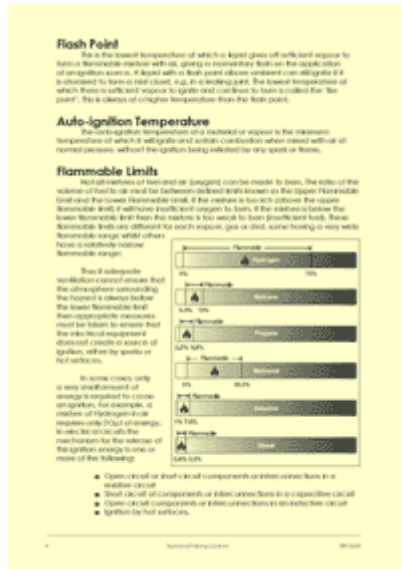 Flash Point
This is the lowest temperature at which a liquid gives off sufficient vapour to
form a flammable mixture with air, giving a momentary flash on the application
of an ignition source. A liquid with a flash point above ambient can still ignite if it
is atomised to form a mist cloud, e.g. in a leaking joint. The lowest temperature at
which there is sufficient vapour to ignite and continue to burn is called the 'fire
point'. This is always at a higher temperature than the flash point.
Auto-Ignition Temperature
The auto-ignition temperature of a material or vapour is the minimum
temperature at which it will ignite and sustain combustion when mixed with air at
normal pressure, without the ignition being initiated by any spark or flame.
Flammable Limits
Not all mixtures of fuel and air (oxygen) can be made to burn. The ratio of the
volume of fuel to air must be between defined limits known as the Upper Flammable
Limit and the Lower Flammable Limit. If the mixture is too rich (above the upper
flammable limit) it will have insufficient oxygen to burn. If the mixture is below the
lower flammable limit then the mixture is too weak to burn (insufficient fuel). These
flammable limits are different for each vapour, gas or dust, some having a very wide
flammable range whilst others
have a relatively narrow
flammable range.
Thus if adequate
ventilation cannot ensure that
the atmosphere surrounding
the hazard is always below
the lower flammable limit
then appropriate measures
must be taken to ensure that
the electrical equipment
does not create a source of
ignition, either by sparks or
hot surfaces.
In some cases, only
a very small amount of
energy is required to cause
an ignition. For example, a
mixture of Hydrogen in air
requires only 20µJ of energy.
In electrical circuits the
mechanism for the release of
this ignition energy is one or
more of the following:
Flammable
Hydrogen
4% 75%
Flammable
Methane
15%
Flammable
Propane
Flammable
Flammable
Flammable
Diesel
Open circuit or short circuit components or interconnections in a
resistive circuit
Short circuit of components or interconnections in a capacitive circuit
Open circuit components or interconnections in an inductive circuit
Ignition by hot surfaces.